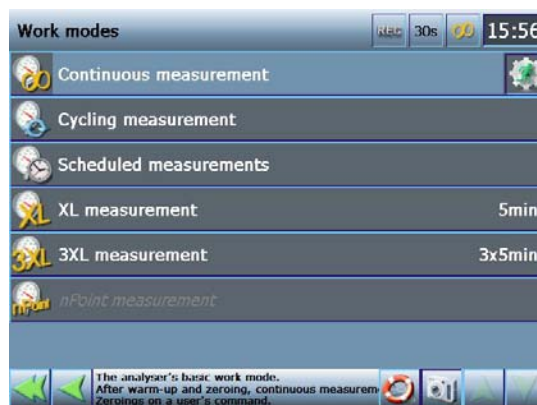 Work modes
REC 30s 15:56
Continuous measurement
Cycling measurement
Scheduled measurements
XL XL measurement 5min
3XL 3XL measurement 3x5min
nPoint nPoint measurement
The analyser's basic work mode.
After warm-up and zeroing, continuous measurem
Zeroings on a user's command.